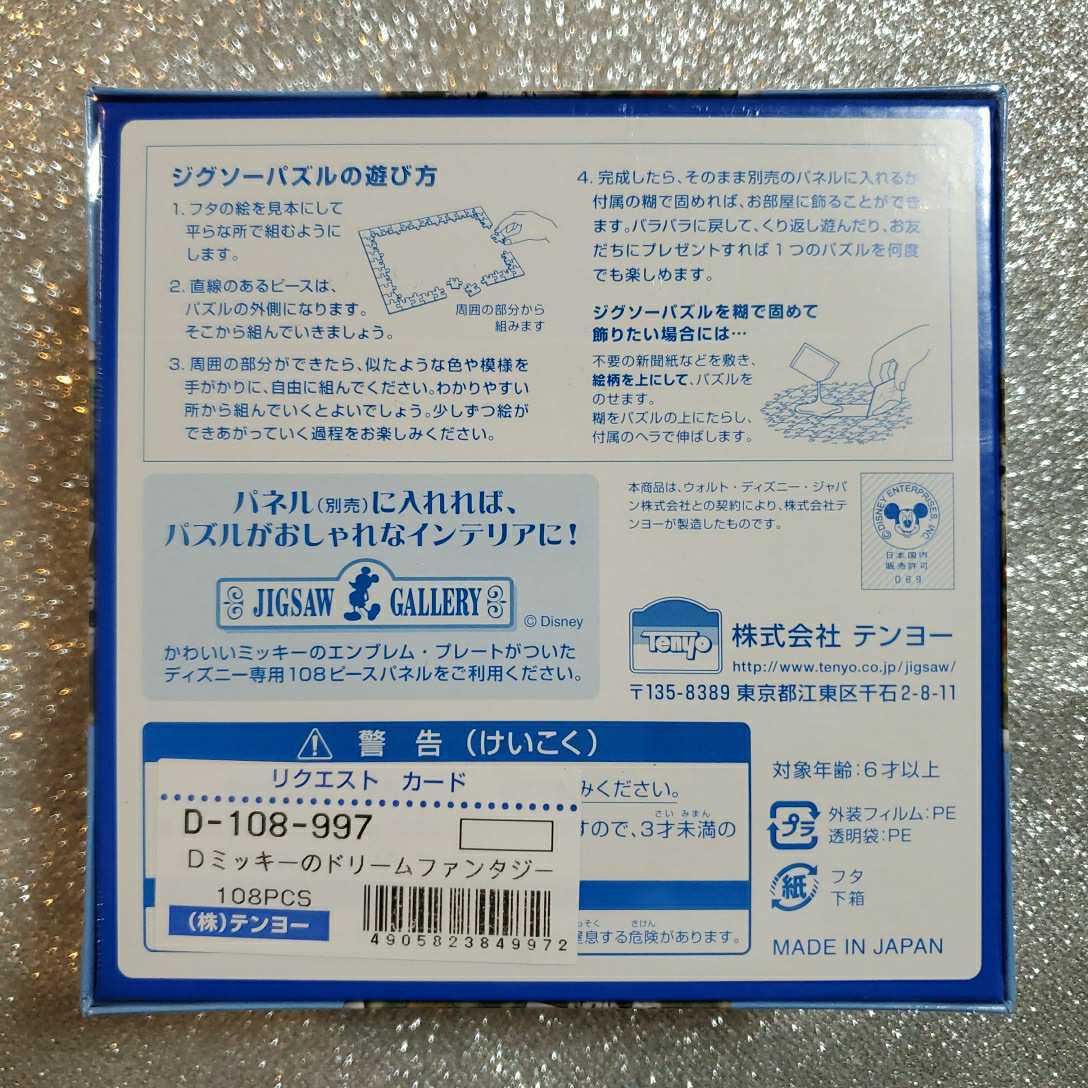 ジグソーパズルの遊び方
1. フタの絵を見本にして
平らな所で組むように
します。
2. 直線のあるピースは、
パズルの外側になります。
そこから組んでいきましょう。
周囲の部分から
組みます
3. 周囲の部分ができたら、似たような色や模様を
手がかりに、自由に組んでください。わかりやすい
所から組んでいくとよいでしょう。少しずつ絵が
できあがっていく過程をお楽しみください。
4. 完成したら、そのまま別売のパネルに入れるか
付属の糊で固めれば、お部屋に飾ることができ
ます。バラバラに戻して、くり返し遊んだり、お友
だちにプレゼントすれば1つのパズルを何度
でも楽しめます。
ジグソーパズルを糊で固めて
飾りたい場合には…
不要の新聞紙などを敷き、
絵柄を上にして、パズルを
のせます。
糊をパズルの上にたらし、
付属のヘラで伸ばします。
パネル(別売)に入れれば、
パズルがおしゃれなインテリアに!
JIGSAW GALLERY
© Disney
かわいいミッキーのエンブレム・プレートがついた
ディズニー専用108ピースパネルをご利用ください。
本商品は、ウォルト・ディズニー・ジャパ
ン株式会社との契約により、株式会社テ
ンヨーが製造したものです。
©DISNEY ENTERPRISES, INC.
日本国内
販売許可
089
Tenyo
株式会社 テンヨー
http://www.tenyo.co.jp/jigsaw/
〒135-8389 東京都江東区千石2-8-11
警告(けいこく)
みください。
さい みまん
すので、3才未満の
っそく きけん
窒息する危険があります。
リクエスト カード
D-108-997
Dミッキーのドリームファンタジー
108PCS
(株)テンヨー
4905823849972
対象年齢:6才以上
プラ
外装フィルム:PE
透明袋:PE
紙
フタ
下箱
MADE IN JAPAN